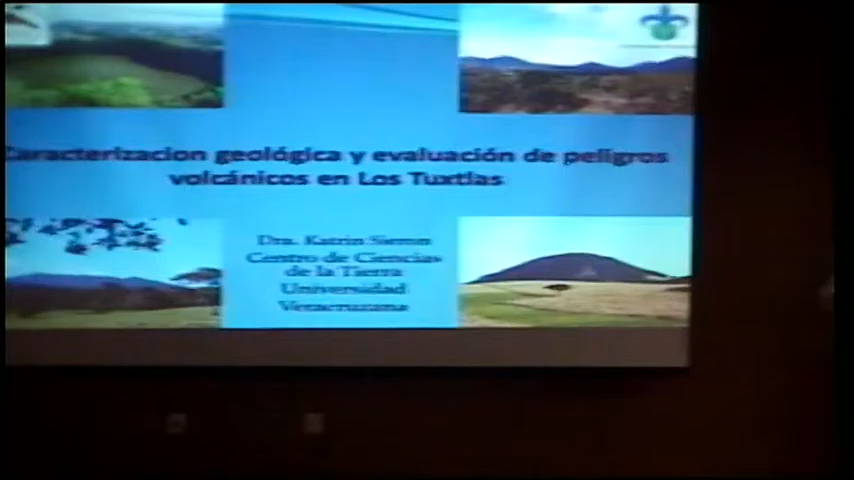 Caracterizacion geológica y evaluación de peligros
volcánicos en Los Tuxtlas
Dra. Katrin Sieron
Centro de Ciencias
de la Tierra
Universidad
Veracruzana